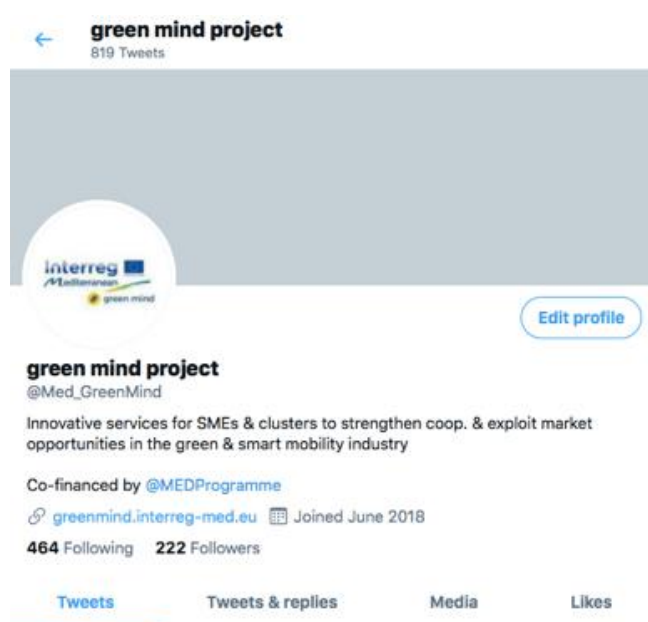 green mind project
819 Tweets
Interreg
Mediterranean
green mind
Edit profile
green mind project
@Med_GreenMind
Innovative services for SMEs & clusters to strengthen coop. & exploit market
opportunities in the green & smart mobility industry
Co-financed by @MEDProgramme
greenmind.interreg-med.eu Joined June 2018
464 Following 222 Followers
Tweets Tweets & replies Media Likes